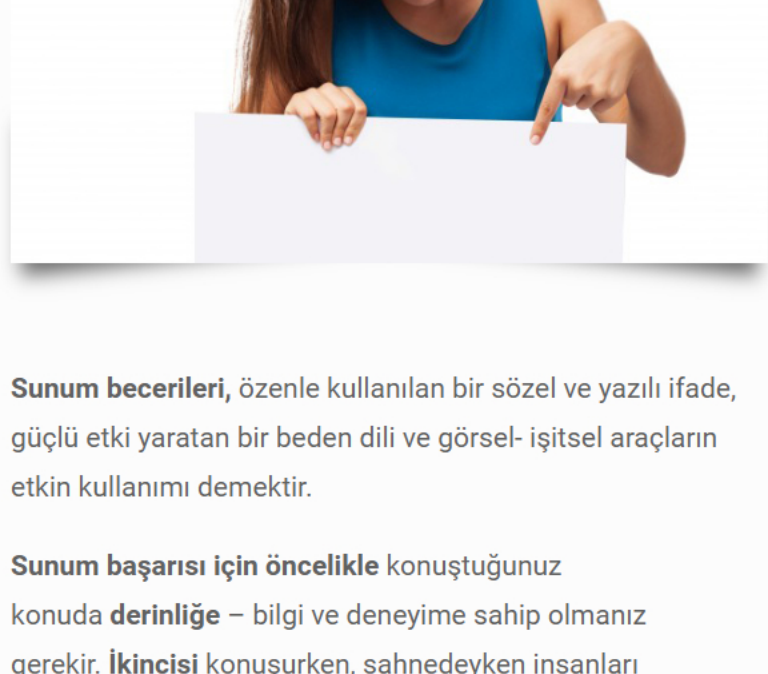 Sunum becerileri, özenle kullanılan bir sözel ve yazılı ifade,
güçlü etki yaratan bir beden dili ve görsel- işitsel araçların
etkin kullanımı demektir.
Sunum başarısı için öncelikle konuştuğunuz
konuda derinliğe – bilgi ve deneyime sahip olmanız
gerekir. İkincisi konuşurken, sahnedeyken insanları